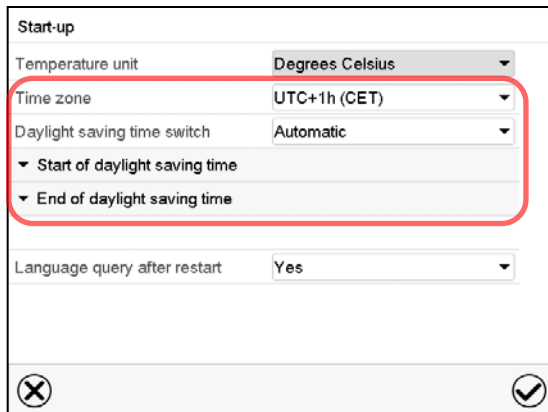 Start-up
Temperature unit Degrees Celsius
Time zone UTC+1h (CET)
Daylight saving time switch Automatic
Start of daylight saving time
End of daylight saving time
Language query after restart Yes